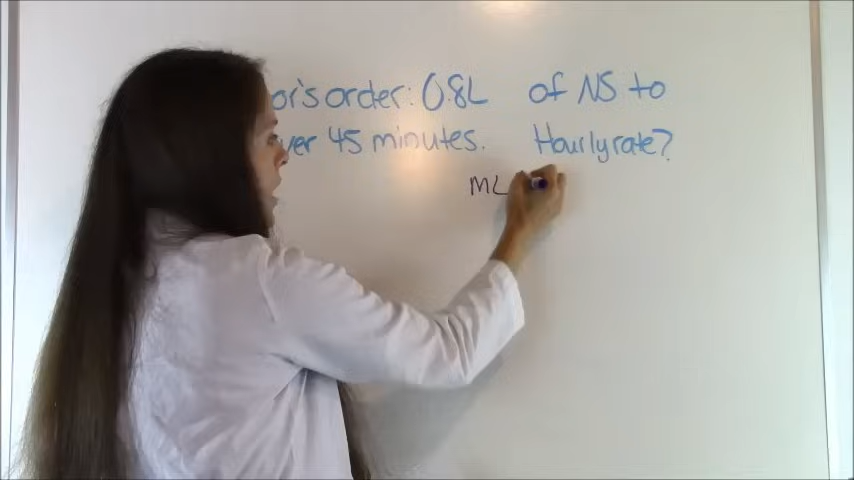 or's order: 0.8L of NS to
ver 45 minutes. Hourly rate?
mL